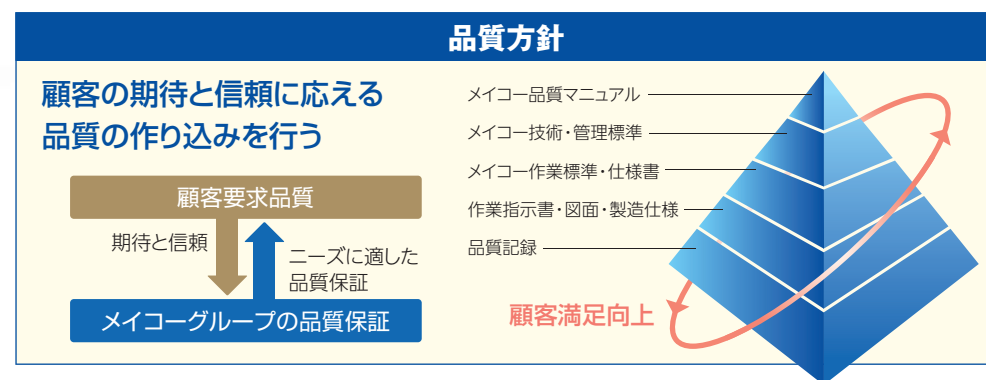 品質方針
顧客の期待と信頼に応える
品質の作り込みを行う
顧客要求品質
期待と信頼
ニーズに適した
品質保証
メイコーグループの品質保証
メイコー品質マニュアル
メイコー技術・管理標準
メイコー作業標準・仕様書
作業指示書・図面・製造仕様
品質記録
顧客満足向上